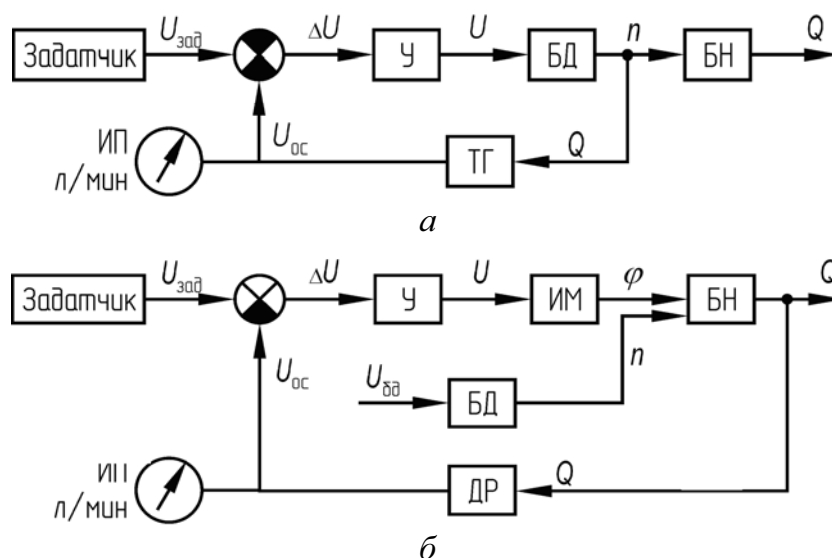 Задатчик Uзад ΔU У U БД n БН Q
ИП л/мин Uос ТГ Q
а
Задатчик Uзад ΔU У U ИМ φ БН Q
n
Uос Uбд БД
ИП л/мин ДР Q
б